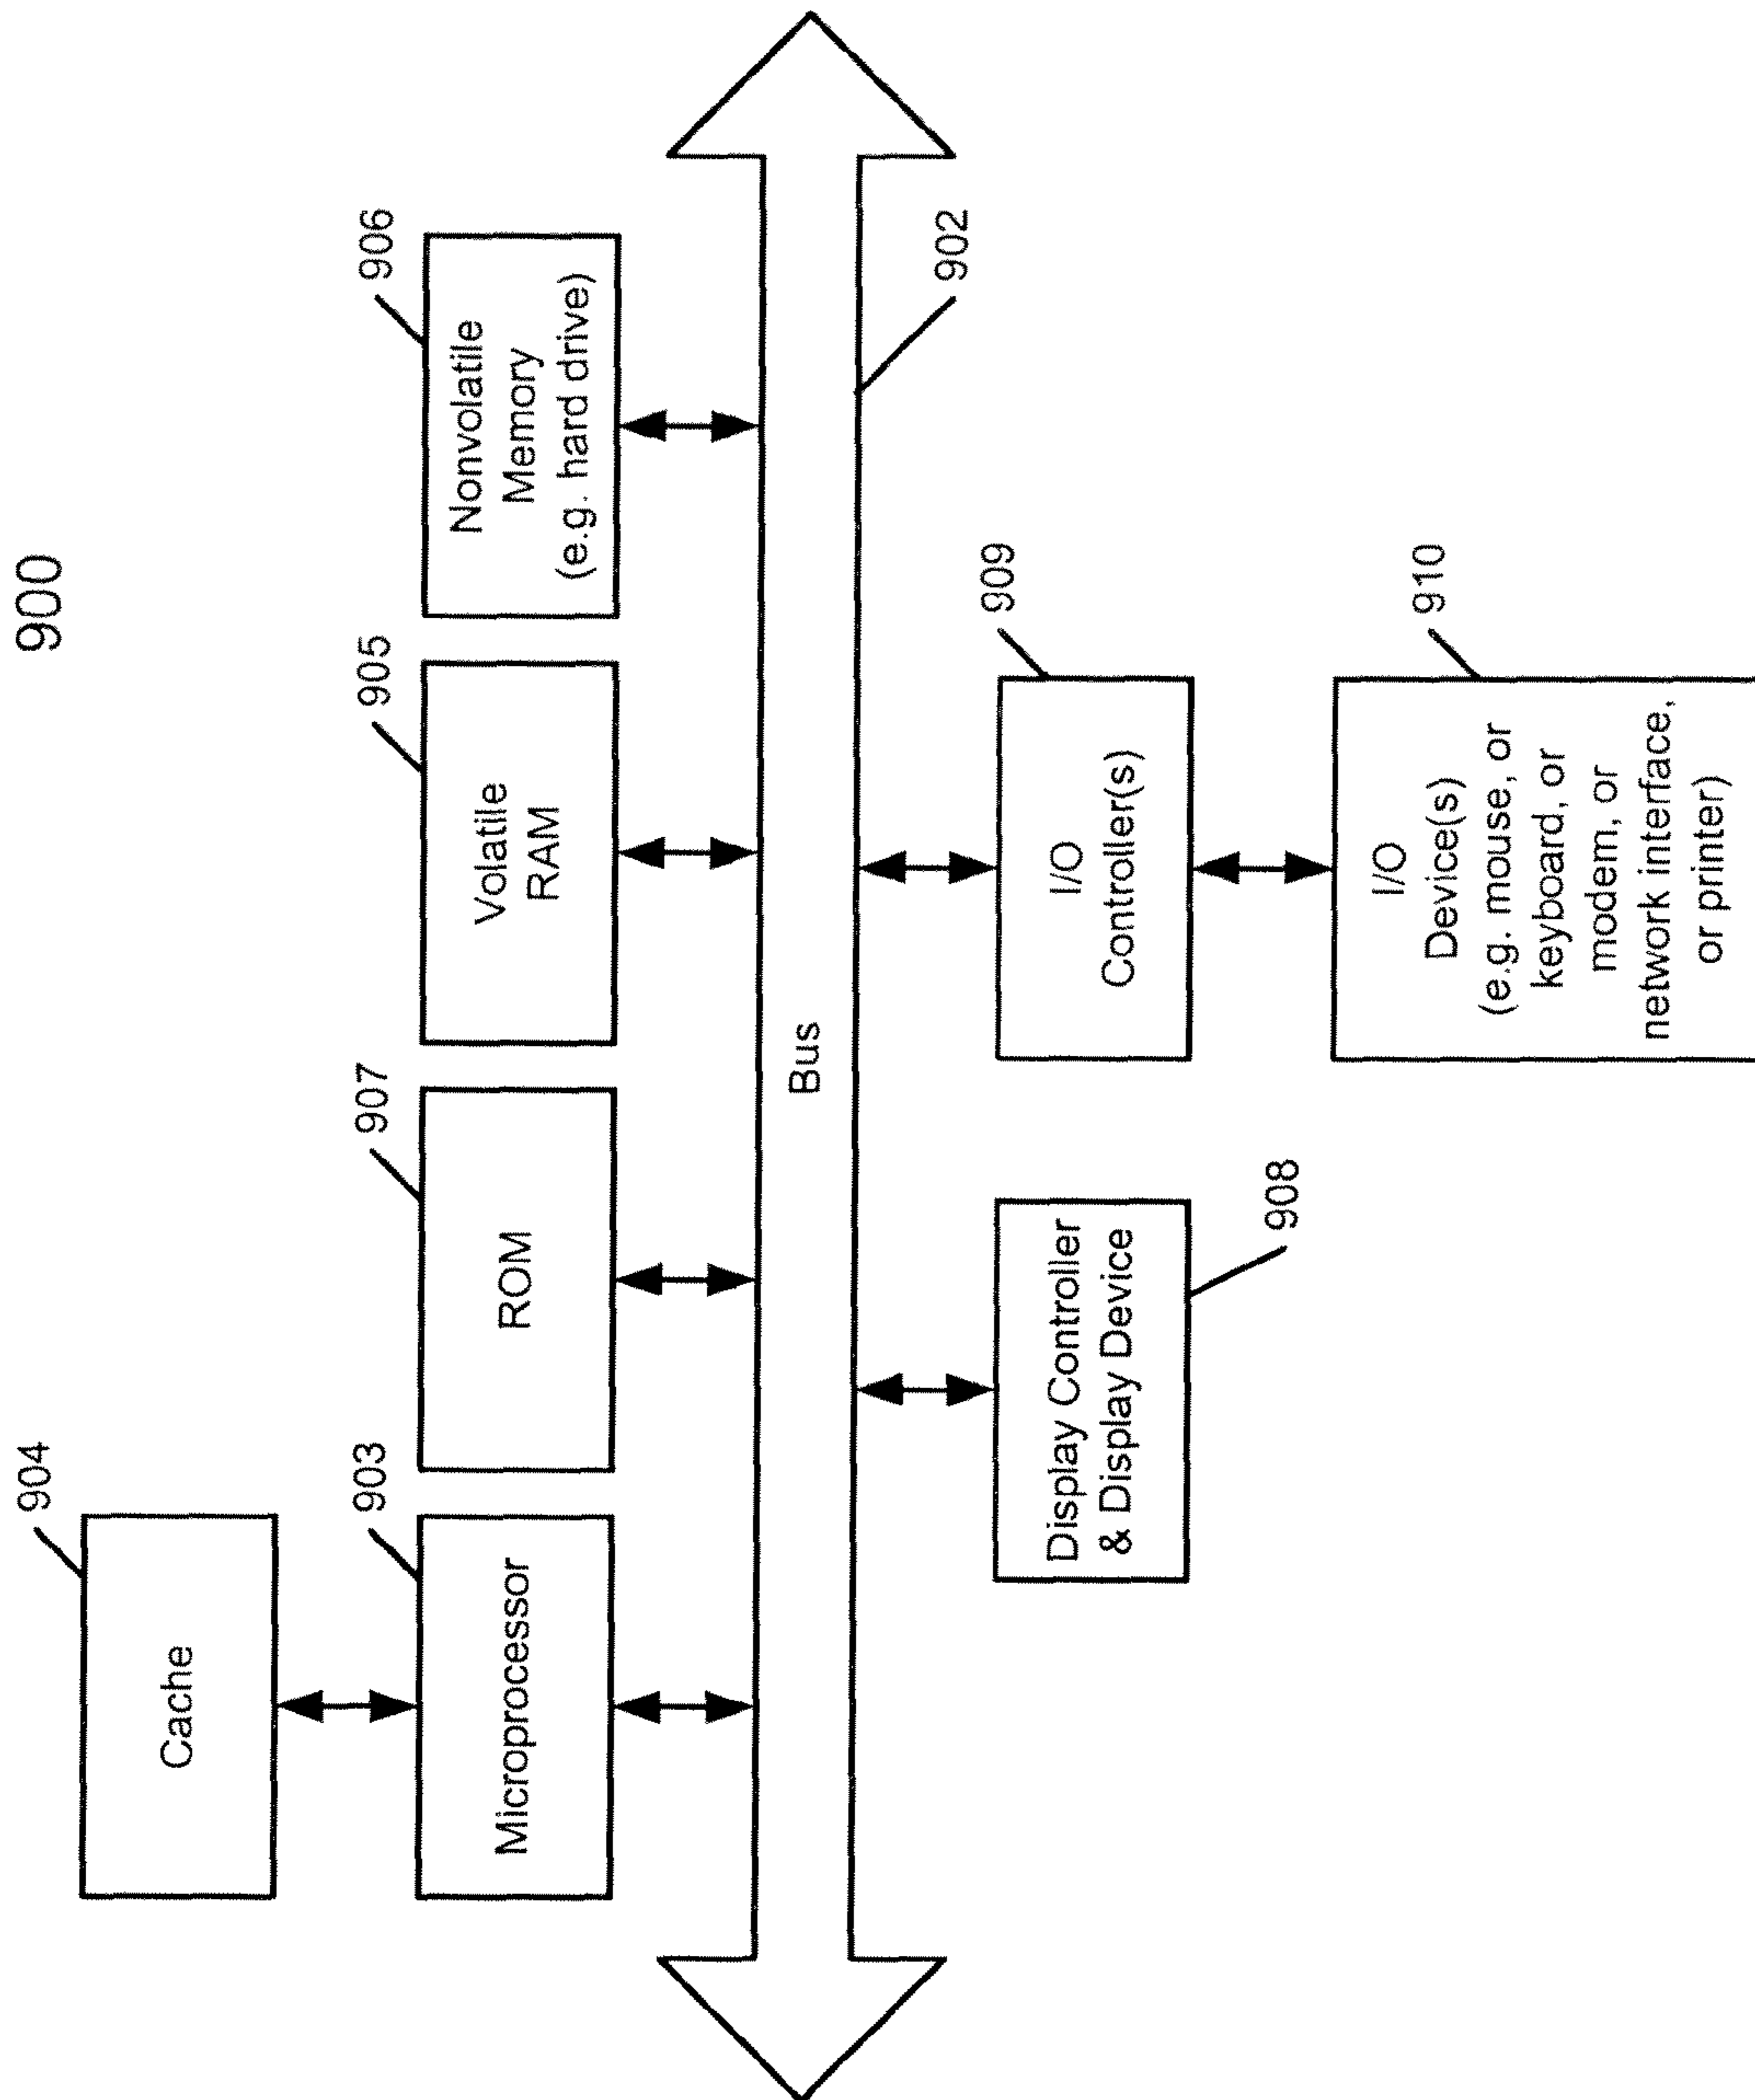 900
904
Cache
903
Microprocessor
907
ROM
905
Volatile
RAM
906
Nonvolatile
Memory
(e.g. hard drive)
Bus
902
908
Display Controller
& Display Device
909
I/O
Controller(s)
910
I/O
Device(s)
(e.g. mouse, or
keyboard, or
modem, or
network interface,
or printer)